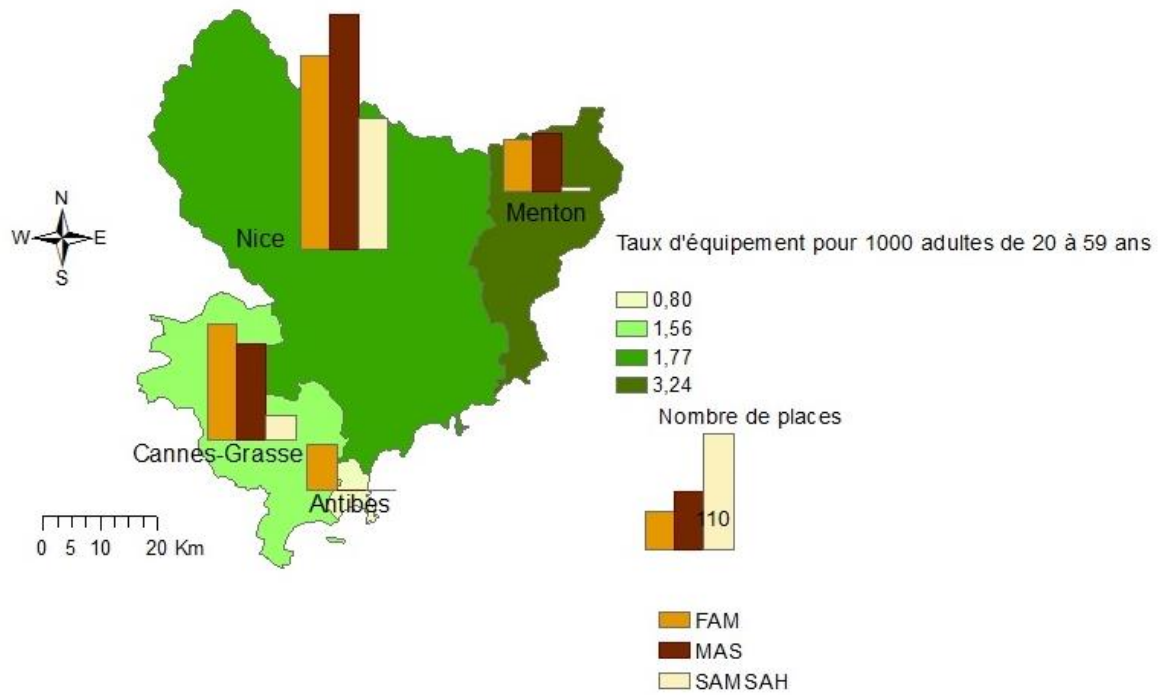 N
W E
S
Nice
Menton
Cannes-Grasse
Antibes
0 5 10 20 Km
Taux d'équipement pour 1000 adultes de 20 à 59 ans
0,80
1,56
1,77
3,24
Nombre de places
110
FAM
MAS
SAMSAH